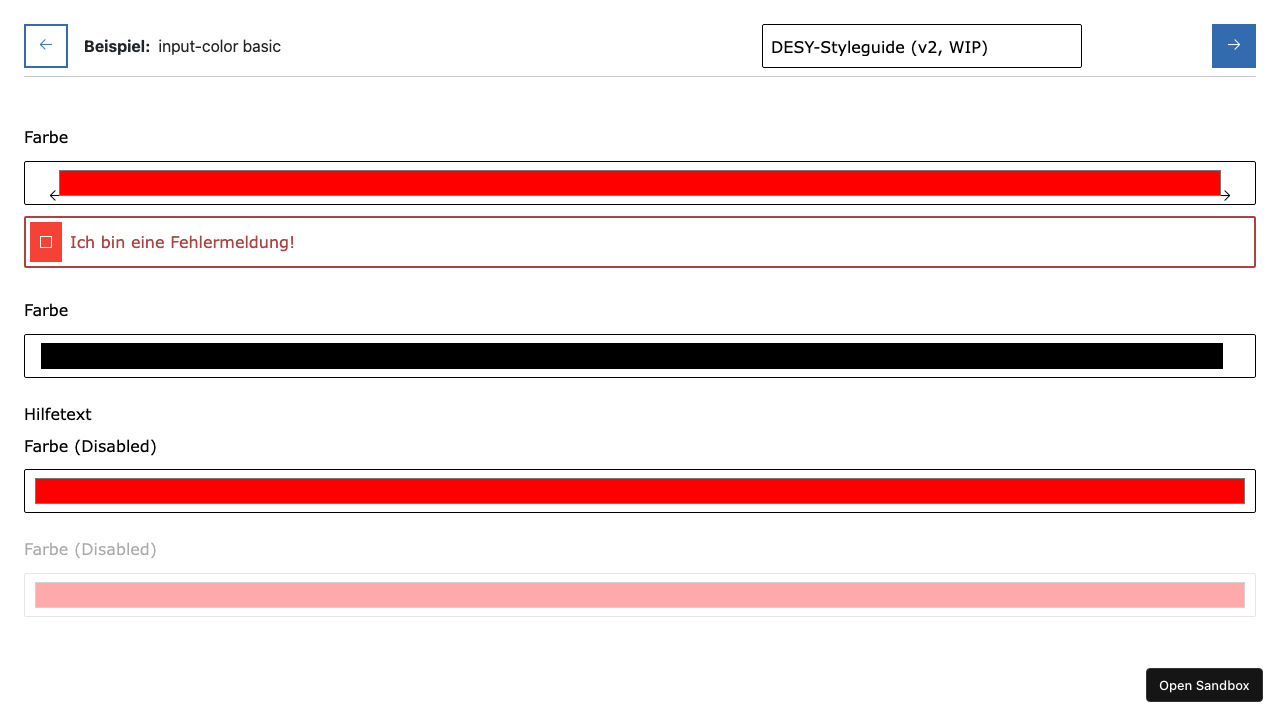 Beispiel: input-color basic
DESY-Styleguide (v2, WIP)
Farbe
Ich bin eine Fehlermeldung!
Farbe
Hilfetext
Farbe (Disabled)
Farbe (Disabled)
Open Sandbox